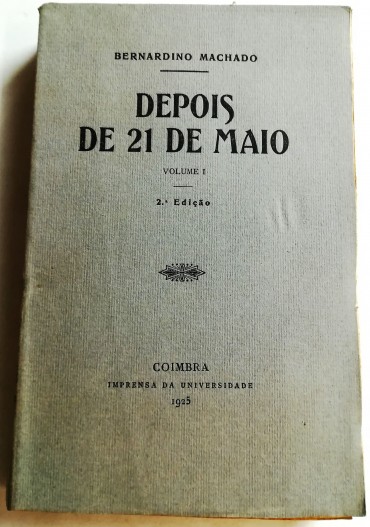 BERNARDINO MACHADO
DEPOIS
DE 21 DE MAIO
VOLUME I
2.ª Edição
COIMBRA
IMPRENSA DA UNIVERSIDADE
1925